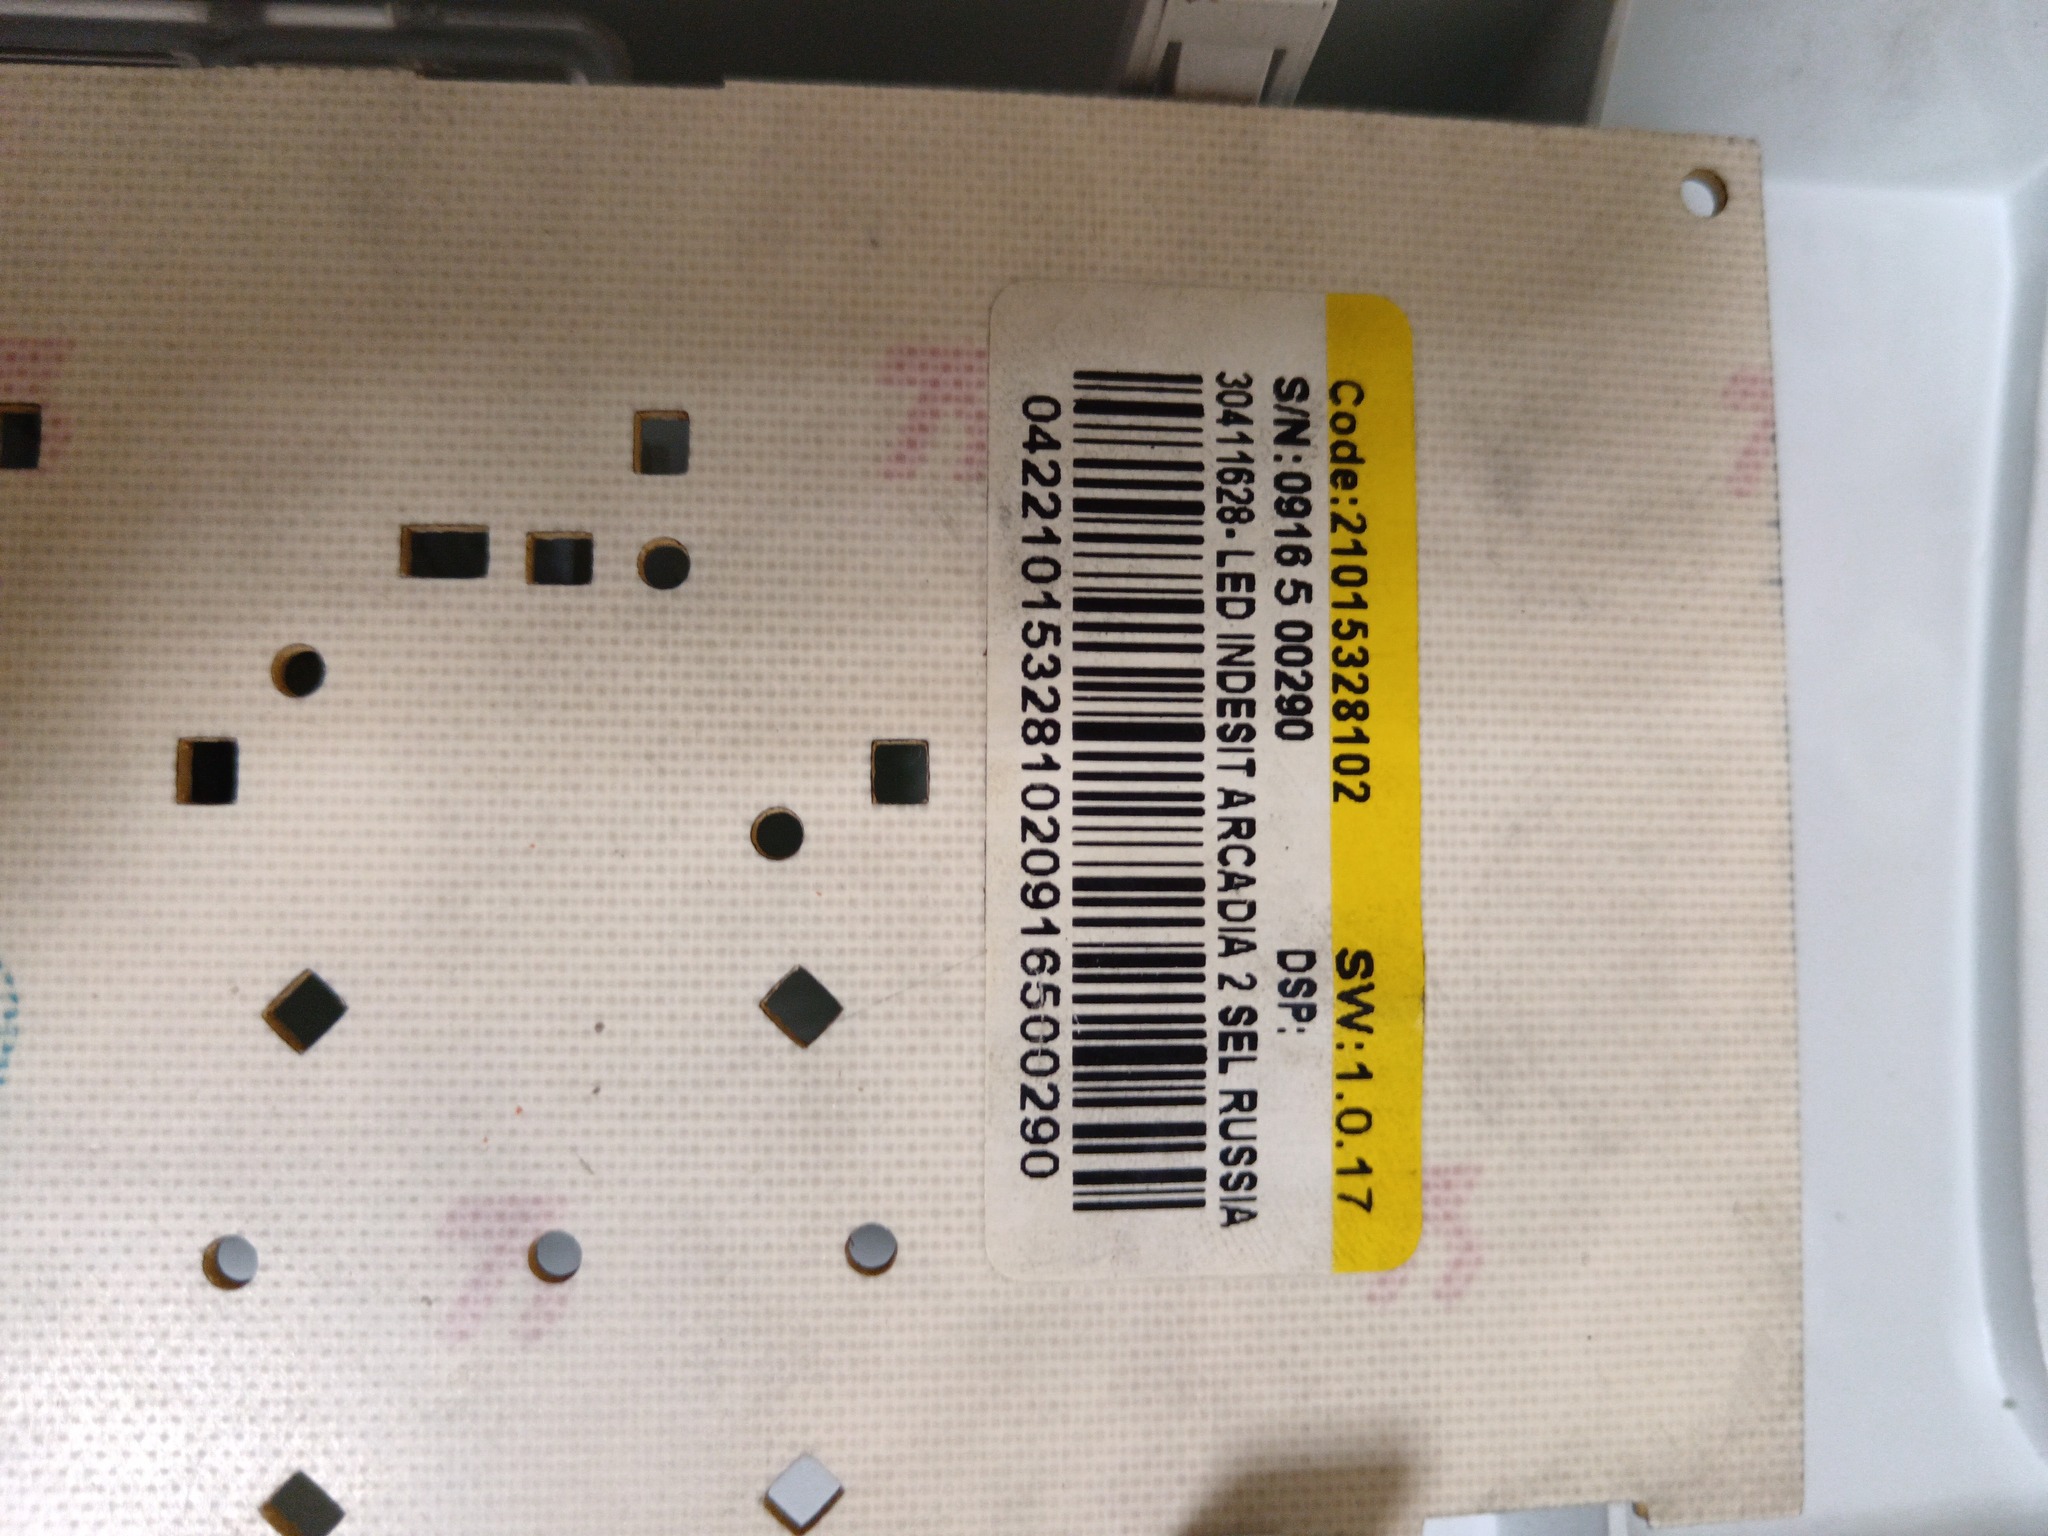 Code:21015328102 SW:1.0.17
S/N:0916 5 00290 DSP:
30411628-LED INDESIT ARCADIA 2 SEL RUSSIA
042210153281020916500290